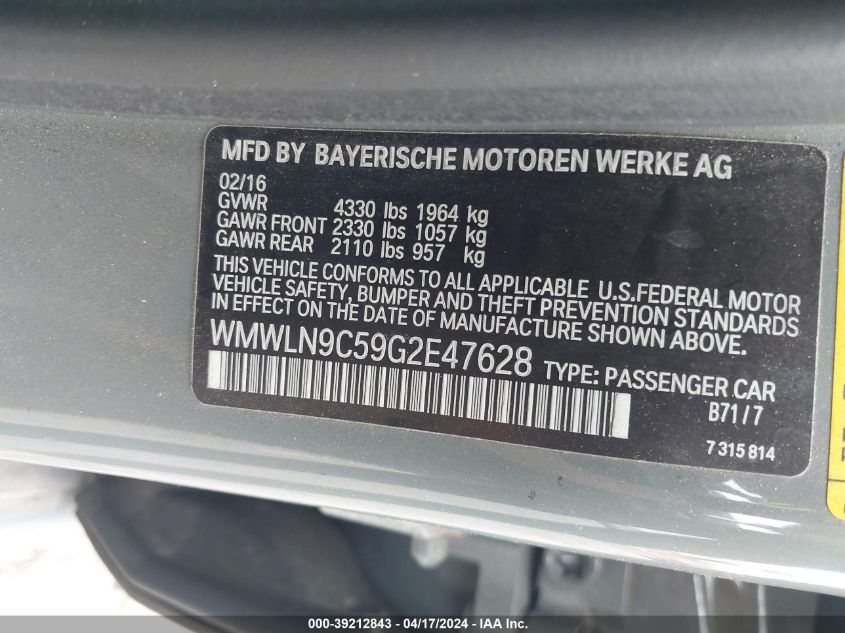 MFD BY BAYERISCHE MOTOREN WERKE AG
02/16
GVWR 4330 lbs 1964 kg
GAWR FRONT 2330 lbs 1057 kg
GAWR REAR 2110 lbs 957 kg
THIS VEHICLE CONFORMS TO ALL APPLICABLE U.S.FEDERAL MOTOR
VEHICLE SAFETY, BUMPER AND THEFT PREVENTION STANDARDS
IN EFFECT ON THE DATE OF MANUFACTURE SHOWN ABOVE.
WMWLN9C59G2E47628 TYPE: PASSENGER CAR
B71/7
7 315 814
000-39212843 - 04/17/2024 - IAAI Inc.